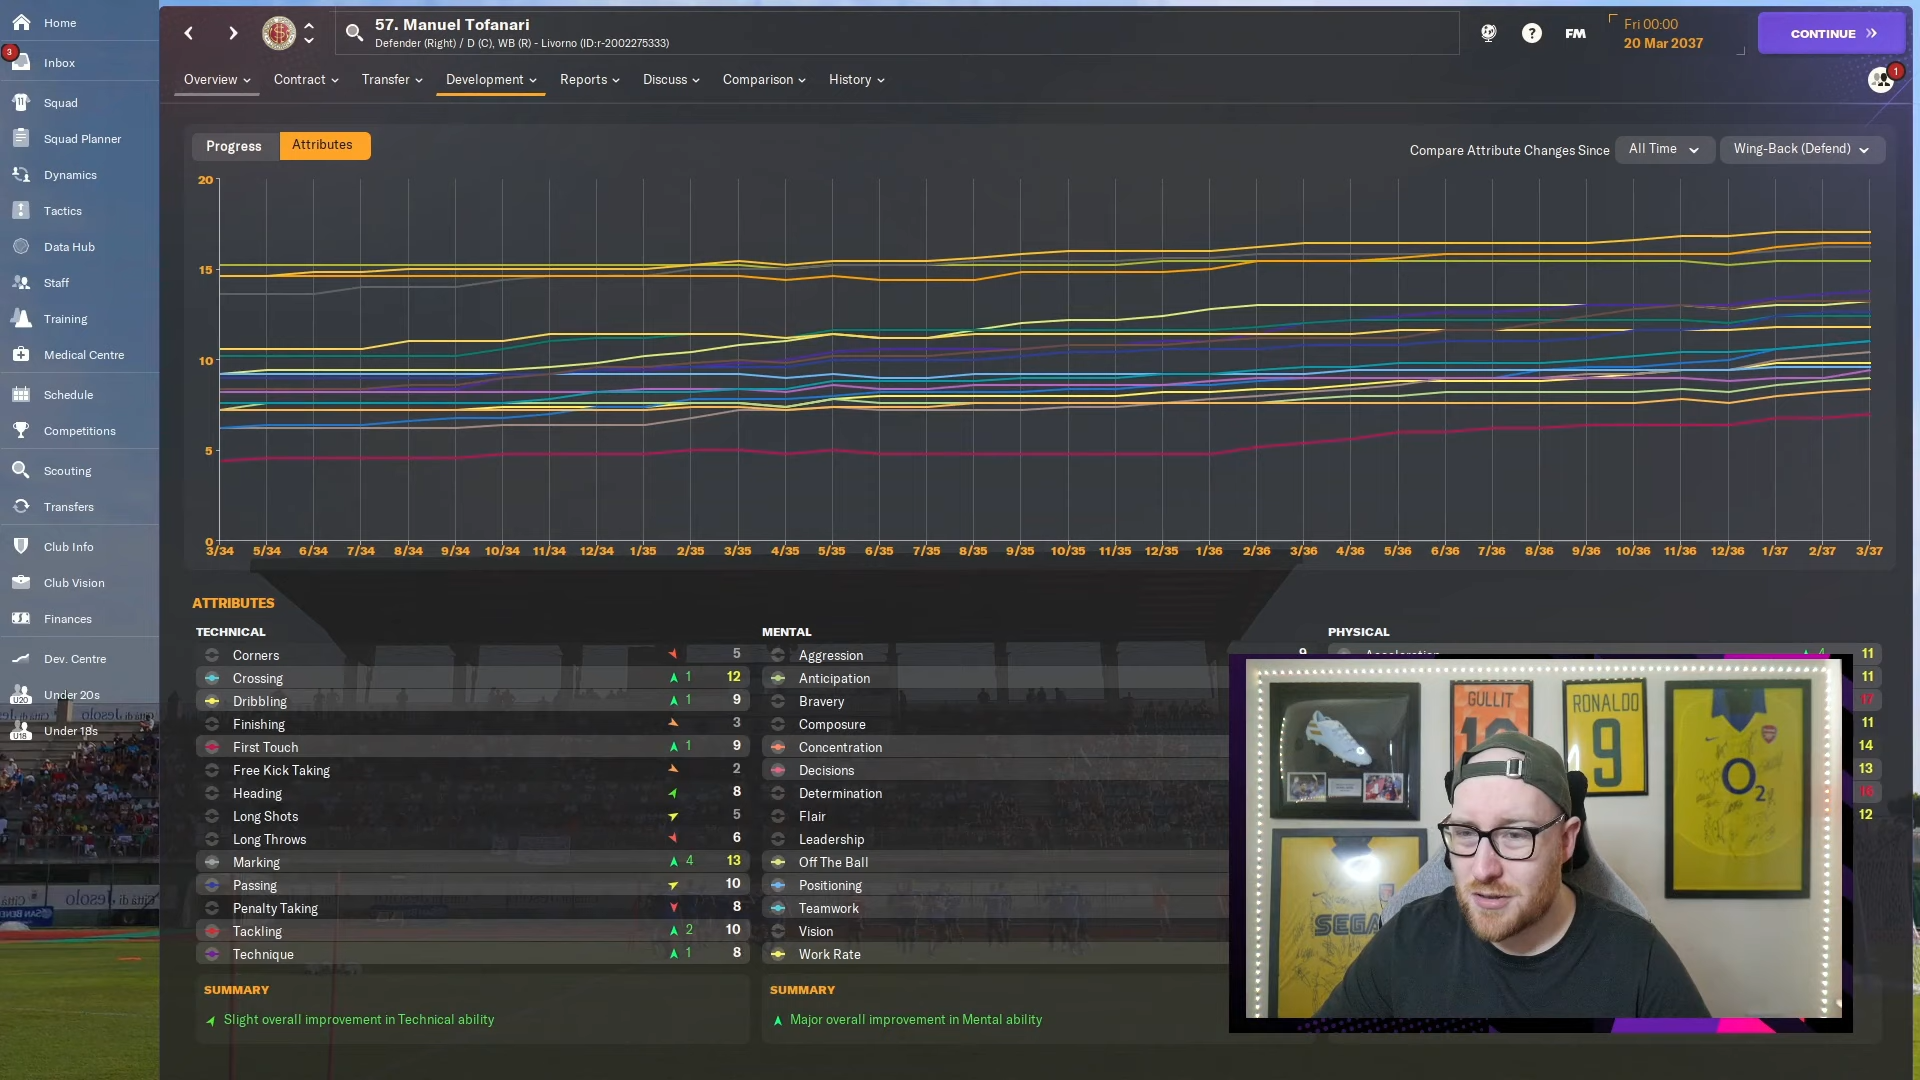 Home
3
Inbox
Squad
Squad Planner
Dynamics
Tactics
Data Hub
Staff
Training
Medical Centre
Schedule
Competitions
Scouting
Transfers
Club Info
Club Vision
Finances
Dev. Centre
U20 Under 20s
U18 Under 18s
57. Manuel Tofanari
Defender (Right) / D (C), WB (R) - Livorno (ID:r-2002275333)
? FM
Fri 00:00
20 Mar 2037
CONTINUE
1
Overview Contract Transfer Development Reports Discuss Comparison History
Progress Attributes
Compare Attribute Changes Since All Time Wing-Back (Defend)
20
15
10
5
0
3/34 5/34 6/34 7/34 8/34 9/34 10/34 11/34 12/34 1/35 2/35 3/35 4/35 5/35 6/35 7/35 8/35 9/35 10/35 11/35 12/35 1/36 2/36 3/36 4/36 5/36 6/36 7/36 8/36 9/36 10/36 11/36 12/36 1/37 2/37 3/37
ATTRIBUTES
TECHNICAL
Corners 5
Crossing 1 12
Dribbling 1 9
Finishing 3
First Touch 1 9
Free Kick Taking 2
Heading 8
Long Shots 5
Long Throws 6
Marking 4 13
Passing 10
Penalty Taking 8
Tackling 2 10
Technique 1 8
SUMMARY
Slight overall improvement in Technical ability
MENTAL
Aggression 9
Anticipation
Bravery
Composure
Concentration
Decisions
Determination
Flair
Leadership
Off The Ball
Positioning
Teamwork
Vision
Work Rate
SUMMARY
Major overall improvement in Mental ability
PHYSICAL
Acceleration 4 11
11
17
11
14
13
16
12
GULLIT
RONALDO
9
O2
SEGA